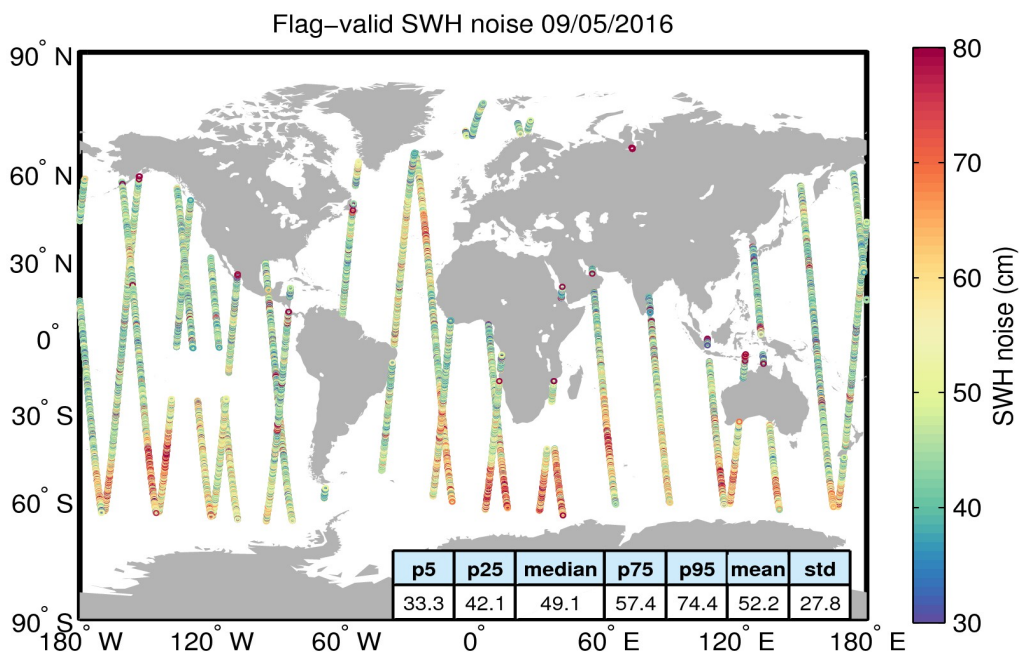 Flag−valid SWH noise 09/05/2016
90° N
60° N
30° N
0°
30° S
60° S
90° S
180° W
120° W
60° W
0°
60° E
120° E
180° E
p5 p25 median p75 p95 mean std
33.3 42.1 49.1 57.4 74.4 52.2 27.8
80
70
60
50
40
30
SWH noise (cm)